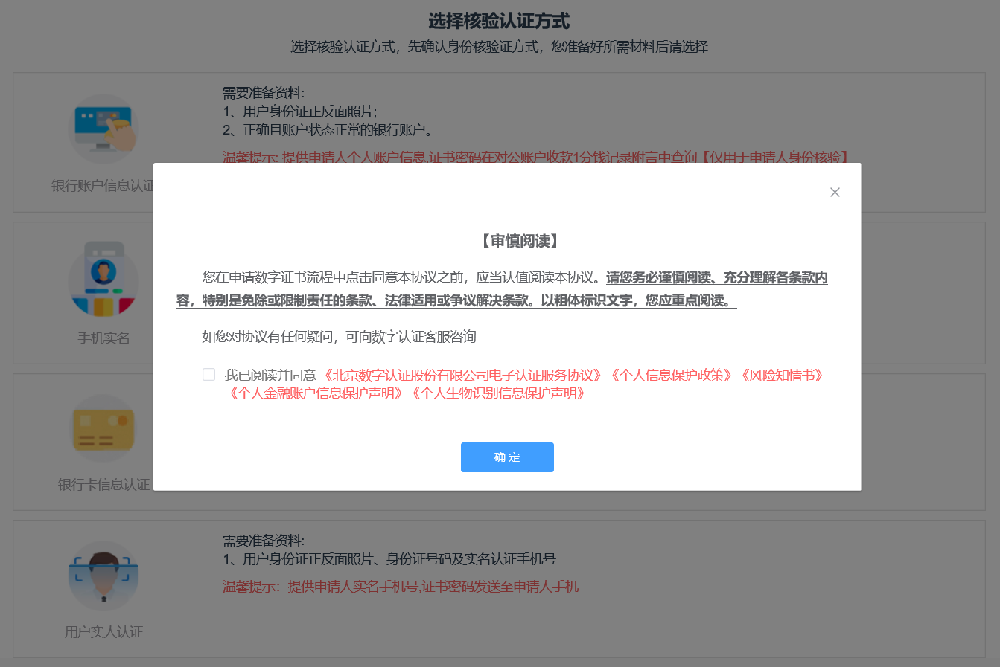 选择核验认证方式
选择核验认证方式，先确认身份核验证方式，您准备好所需材料后请选择
需要准备资料:
1、用户身份证正反面照片;
2、正确且账户状态正常的银行账户。
温馨提示: 提供申请人个人账户信息,证书密码在对公账户收款1分钱记录附言中查询【仅用于申请人身份核验】
银行账户信息认证
【审慎阅读】
您在申请数字证书流程中点击同意本协议之前，应当认值阅读本协议。请您务必谨慎阅读、充分理解各条款内
容，特别是免除或限制责任的条款、法律适用或争议解决条款。以粗体标识文字，您应重点阅读。
如您对协议有任何疑问，可向数字认证客服咨询
手机实名
我已阅读并同意《北京数字认证股份有限公司电子认证服务协议》《个人信息保护政策》《风险知情书》
《个人金融账户信息保护声明》《个人生物识别信息保护声明》
确 定
银行卡信息认证
需要准备资料:
1、用户身份证正反面照片、身份证号码及实名认证手机号
温馨提示：提供申请人实名手机号,证书密码发送至申请人手机
用户实人认证